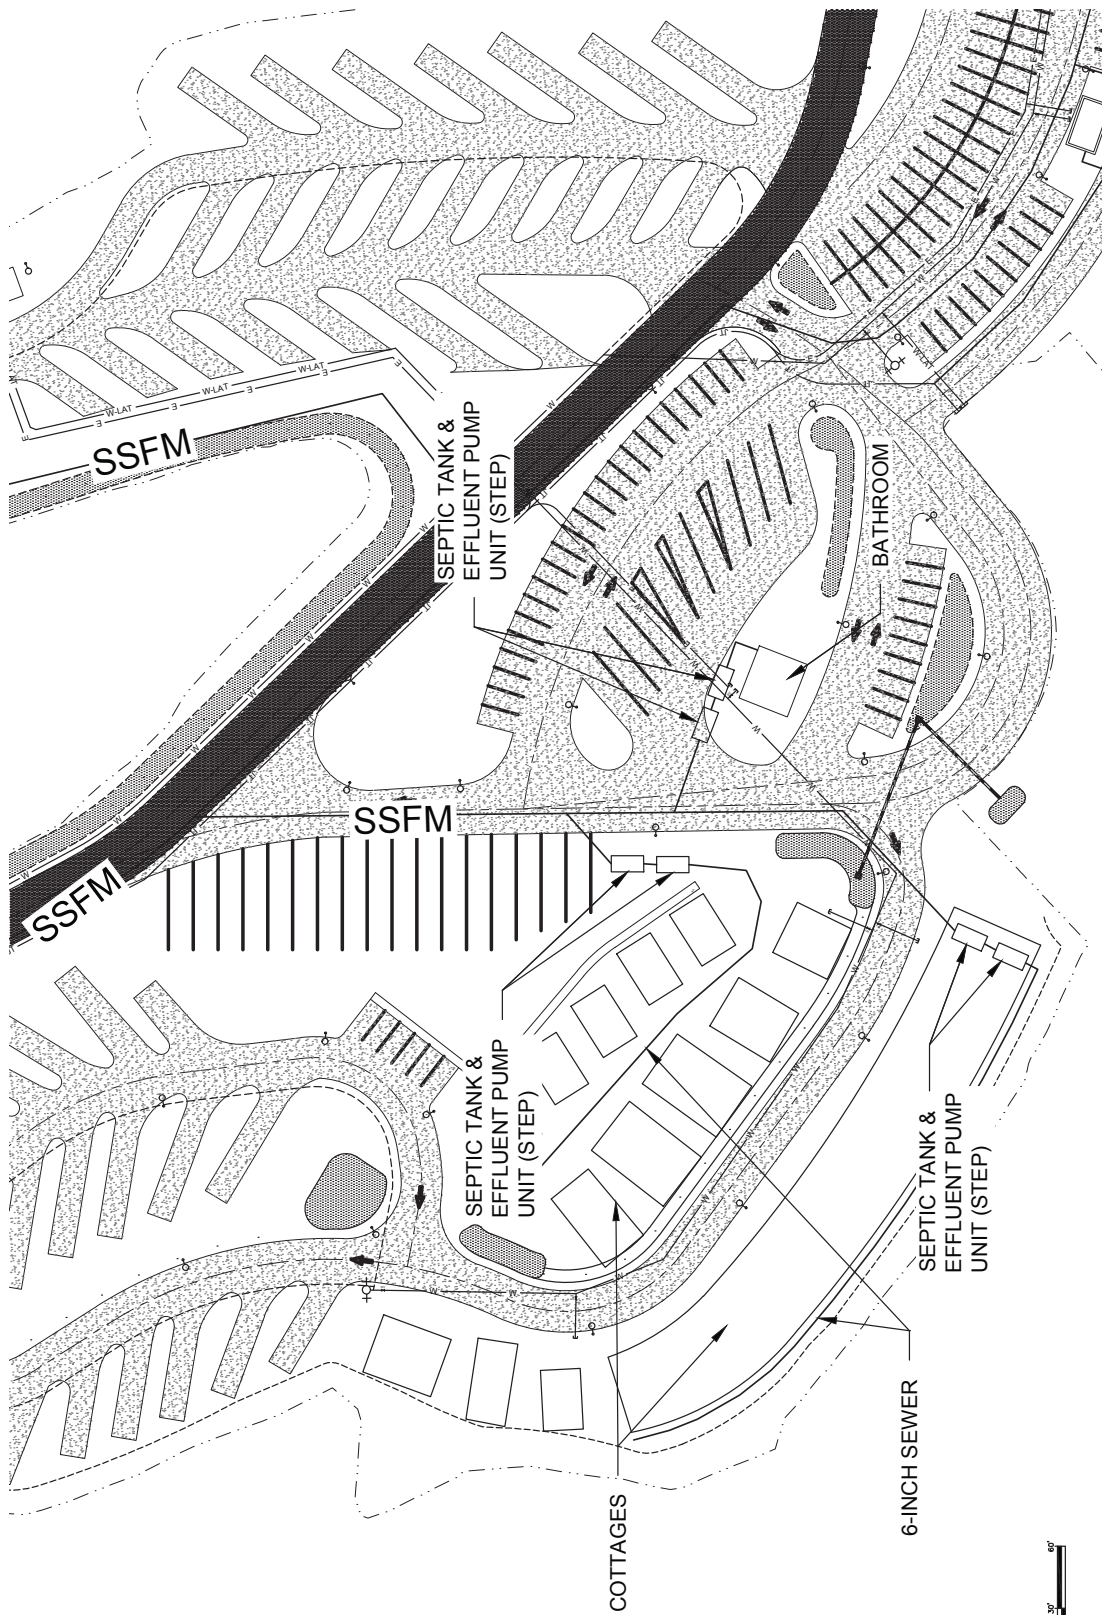 SSFM
SEPTIC TANK &
EFFLUENT PUMP
UNIT (STEP)
BATHROOM
SSFM
SSFM
SEPTIC TANK &
EFFLUENT PUMP
UNIT (STEP)
SEPTIC TANK &
EFFLUENT PUMP
UNIT (STEP)
COTTAGES
6-INCH SEWER
W-LAT
W-LAT
E
E
E
E
E
W
W
W
W
W
W
30'
60'